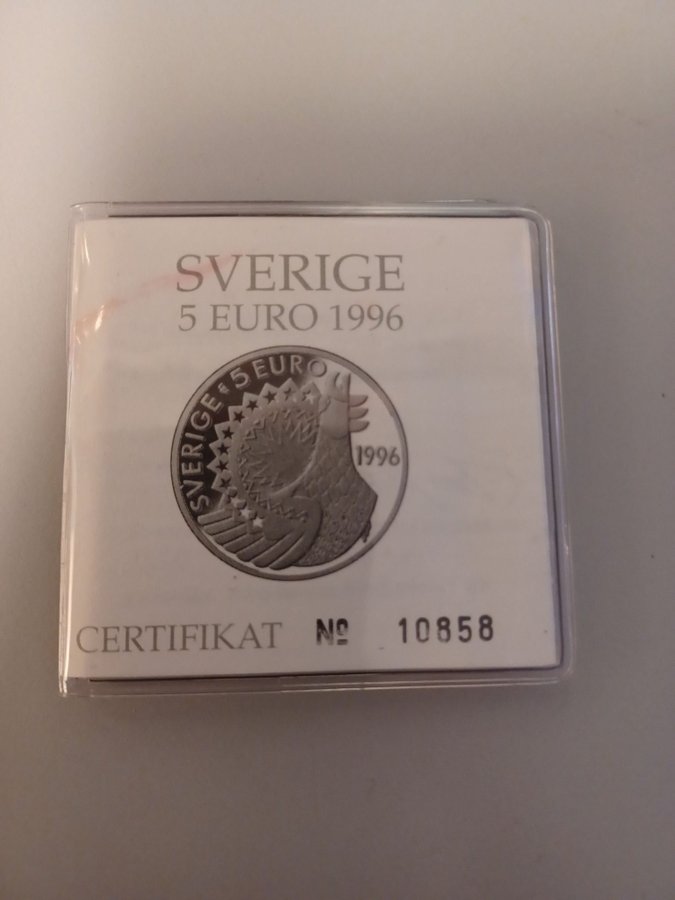 SVERIGE
5 EURO 1996
SVERIGE € 5 EURO
1996
CERTIFIKAT № 10858